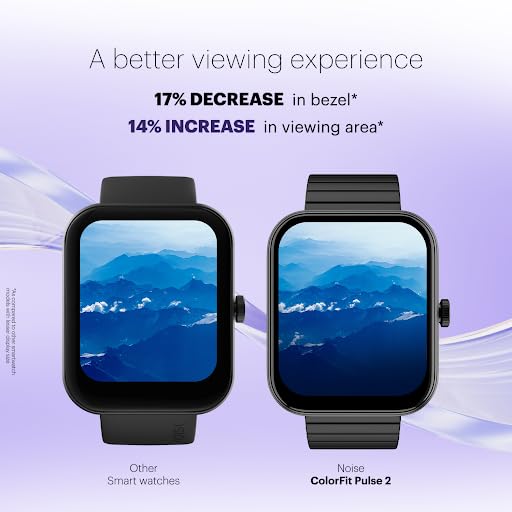 A better viewing experience
17% DECREASE in bezel*
14% INCREASE in viewing area*
*As compared to other smartwatch
models with lesser display size
Other
Smart watches
Noise
ColorFit Pulse 2